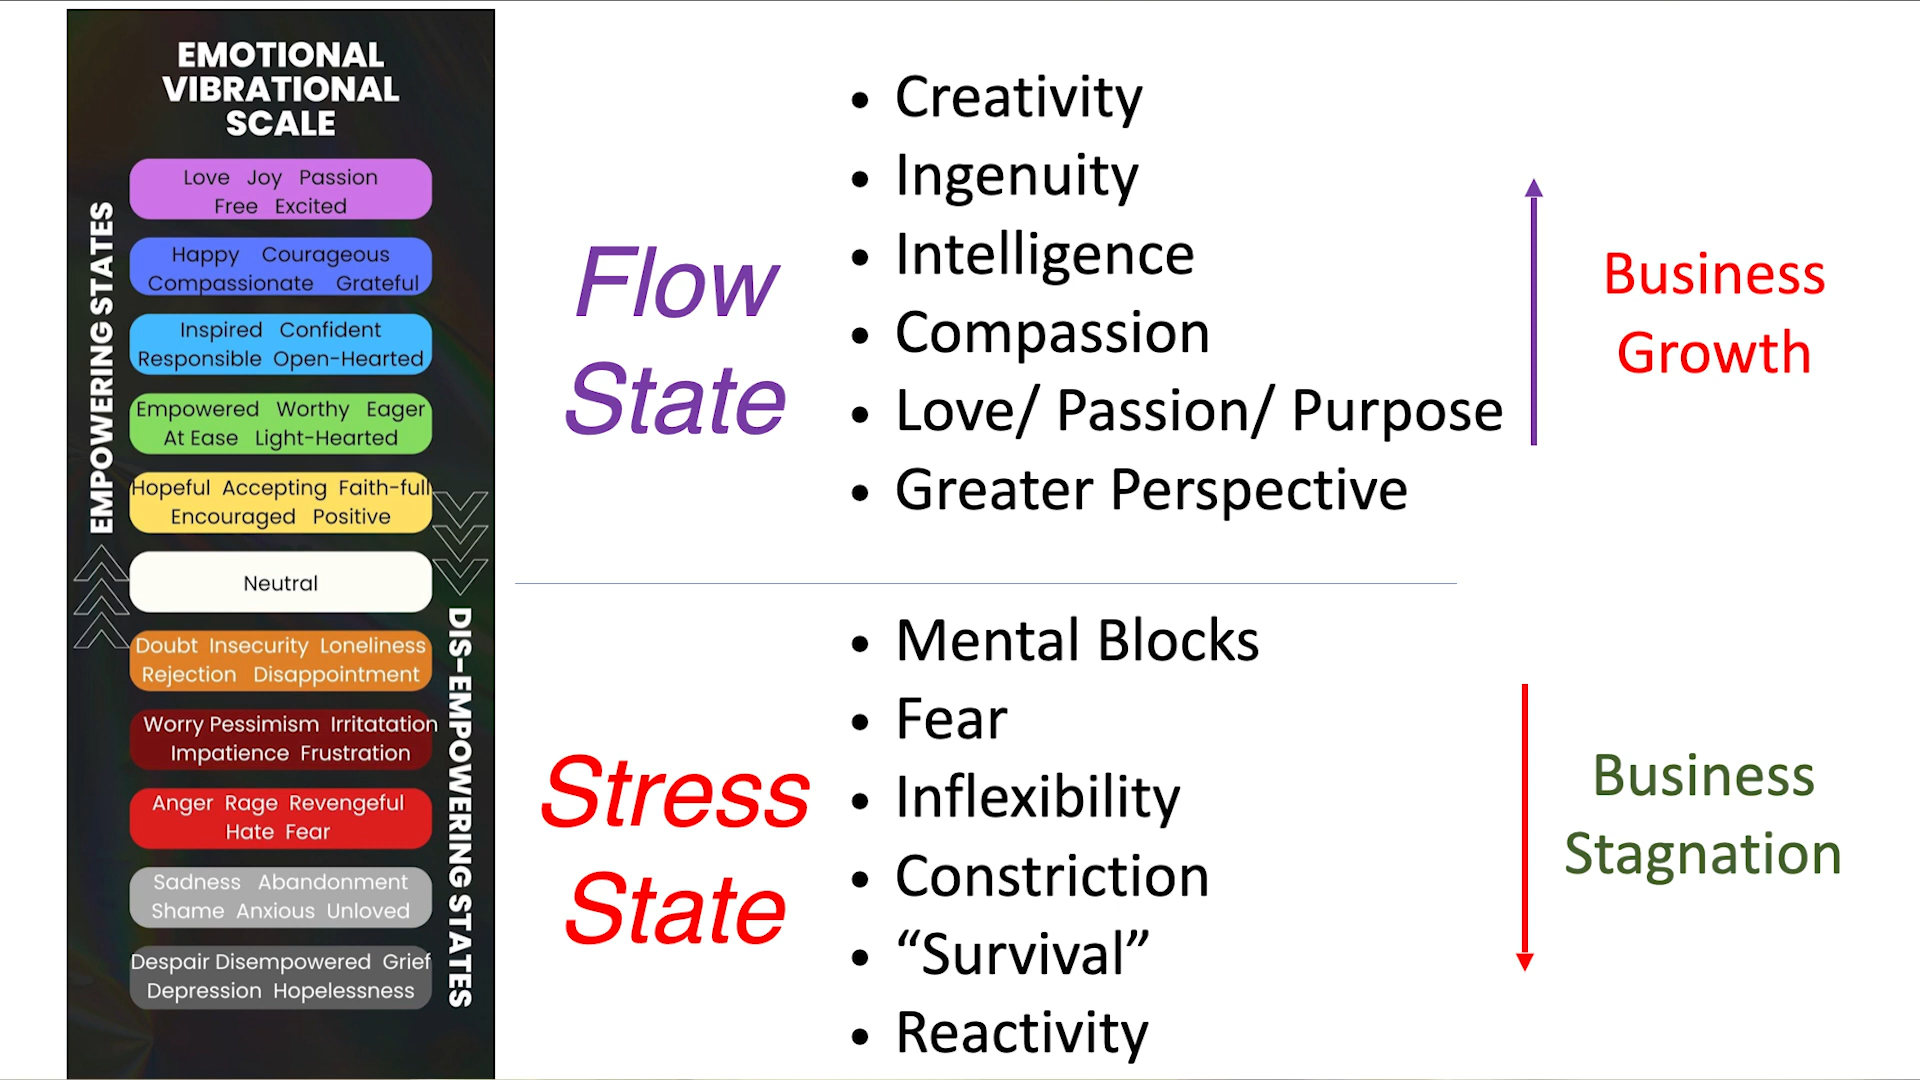 EMOTIONAL
VIBRATIONAL
SCALE
EMPOWERING STATES
Love Joy Passion
Free Excited
Happy Courageous
Compassionate Grateful
Inspired Confident
Responsible Open-Hearted
Empowered Worthy Eager
At Ease Light-Hearted
Hopeful Accepting Faith-full
Encouraged Positive
Neutral
Doubt Insecurity Loneliness
Rejection Disappointment
Worry Pessimism Irritatation
Impatience Frustration
Anger Rage Revengeful
Hate Fear
Sadness Abandonment
Shame Anxious Unloved
Despair Disempowered Grief
Depression Hopelessness
DIS-EMPOWERING STATES
Flow
State
• Creativity
• Ingenuity
• Intelligence
• Compassion
• Love/ Passion/ Purpose
• Greater Perspective
Business
Growth
Stress
State
• Mental Blocks
• Fear
• Inflexibility
• Constriction
• “Survival”
• Reactivity
Business
Stagnation